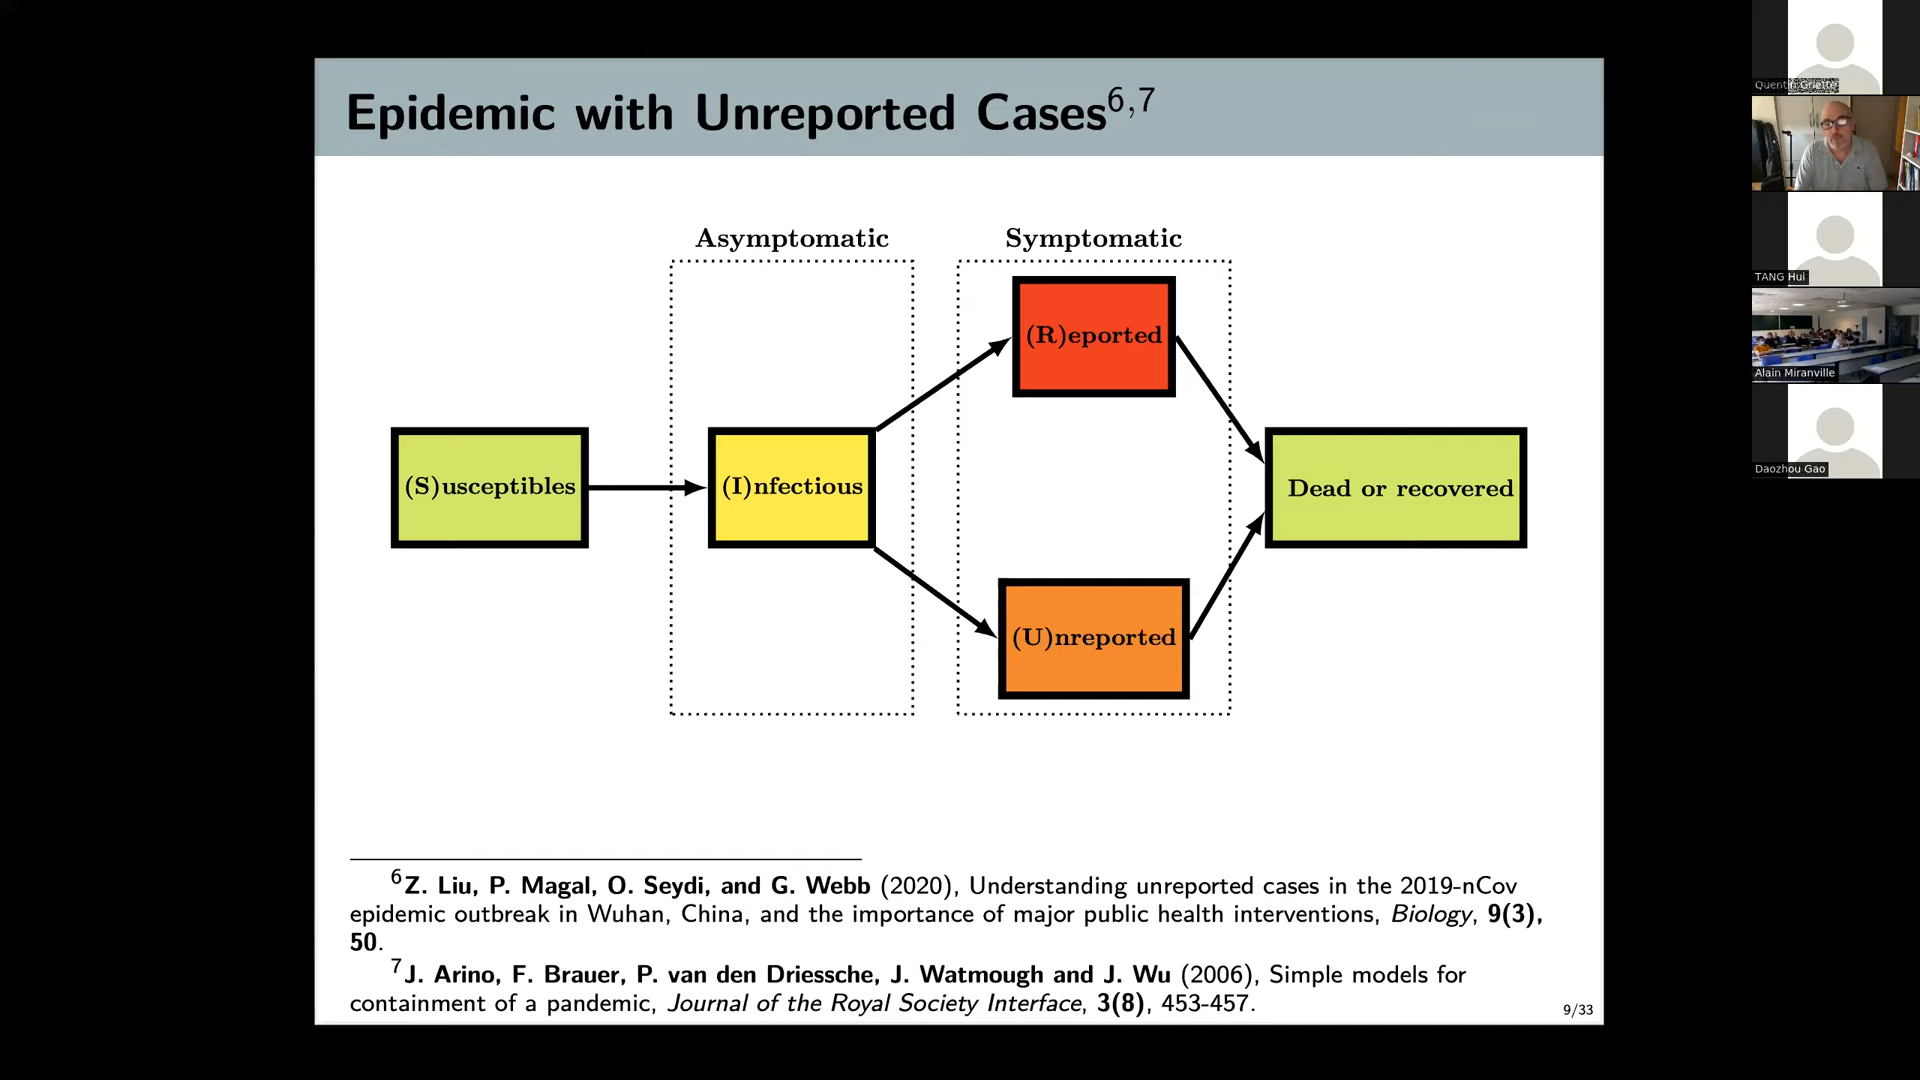 Epidemic with Unreported Cases6,7
Asymptomatic
Symptomatic
(S)usceptibles
(I)nfectious
(R)eported
(U)nreported
Dead or recovered
6Z. Liu, P. Magal, O. Seydi, and G. Webb (2020), Understanding unreported cases in the 2019-nCov
epidemic outbreak in Wuhan, China, and the importance of major public health interventions, Biology, 9(3),
50.
7J. Arino, F. Brauer, P. van den Driessche, J. Watmough and J. Wu (2006), Simple models for
containment of a pandemic, Journal of the Royal Society Interface, 3(8), 453-457.
9/33
TANG Hui
Alain Miranville
Daozhou Gao